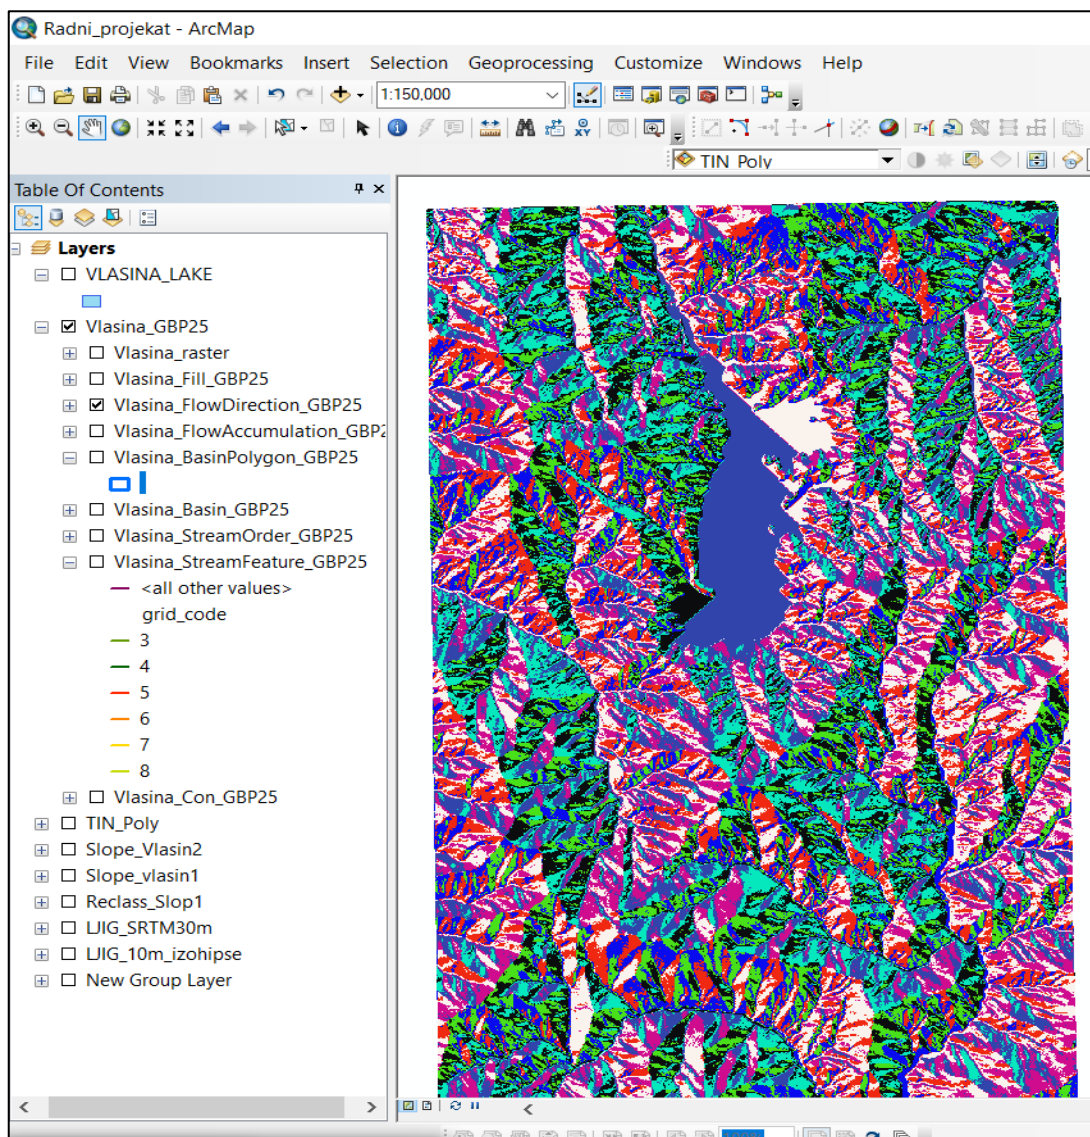 Radni_projekat - ArcMap
File Edit View Bookmarks Insert Selection Geoprocessing Customize Windows Help
1:150,000
TIN_Poly
Table Of Contents
Layers
VLASINA_LAKE
Vlasina_GBP25
Vlasina_raster
Vlasina_Fill_GBP25
Vlasina_FlowDirection_GBP25
Vlasina_FlowAccumulation_GBP2
Vlasina_BasinPolygon_GBP25
Vlasina_Basin_GBP25
Vlasina_StreamOrder_GBP25
Vlasina_StreamFeature_GBP25
<all other values>
grid_code
3
4
5
6
7
8
Vlasina_Con_GBP25
TIN_Poly
Slope_Vlasin2
Slope_vlasin1
Reclass_Slop1
LJIG_SRTM30m
LJIG_10m_izohipse
New Group Layer